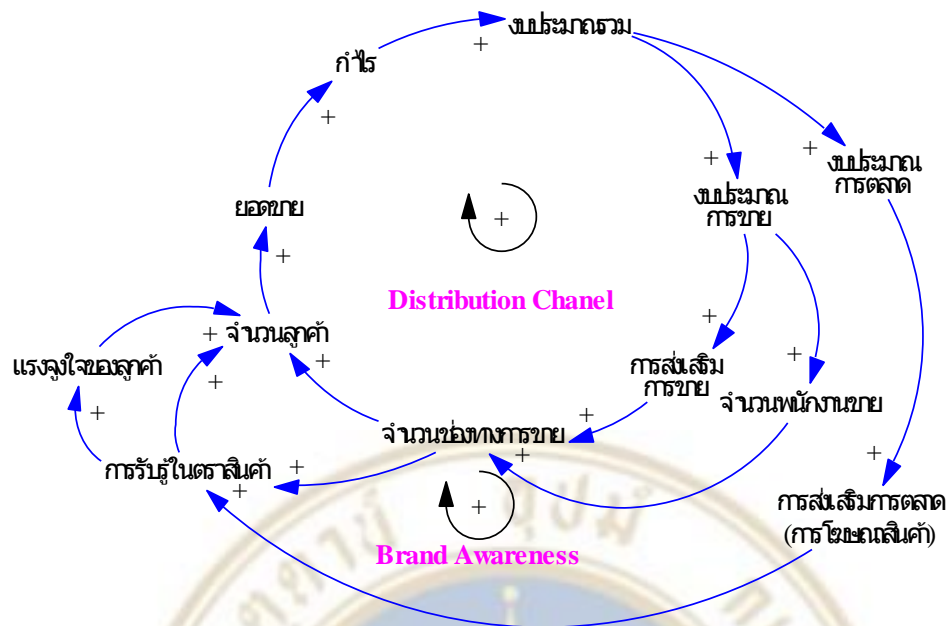 งบประมาณรวม
กำไร
งบประมาณ
การตลาด
งบประมาณ
การขาย
ยอดขาย
Distribution Chanel
จำนวนลูกค้า
แรงจูงใจของลูกค้า
การส่งเสริม
การขาย
จำนวนพนักงานขาย
จำนวนช่องทางการขาย
การรับรู้ในตราสินค้า
การส่งเสริมการตลาด
(การโฆษณาสินค้า)
Brand Awareness